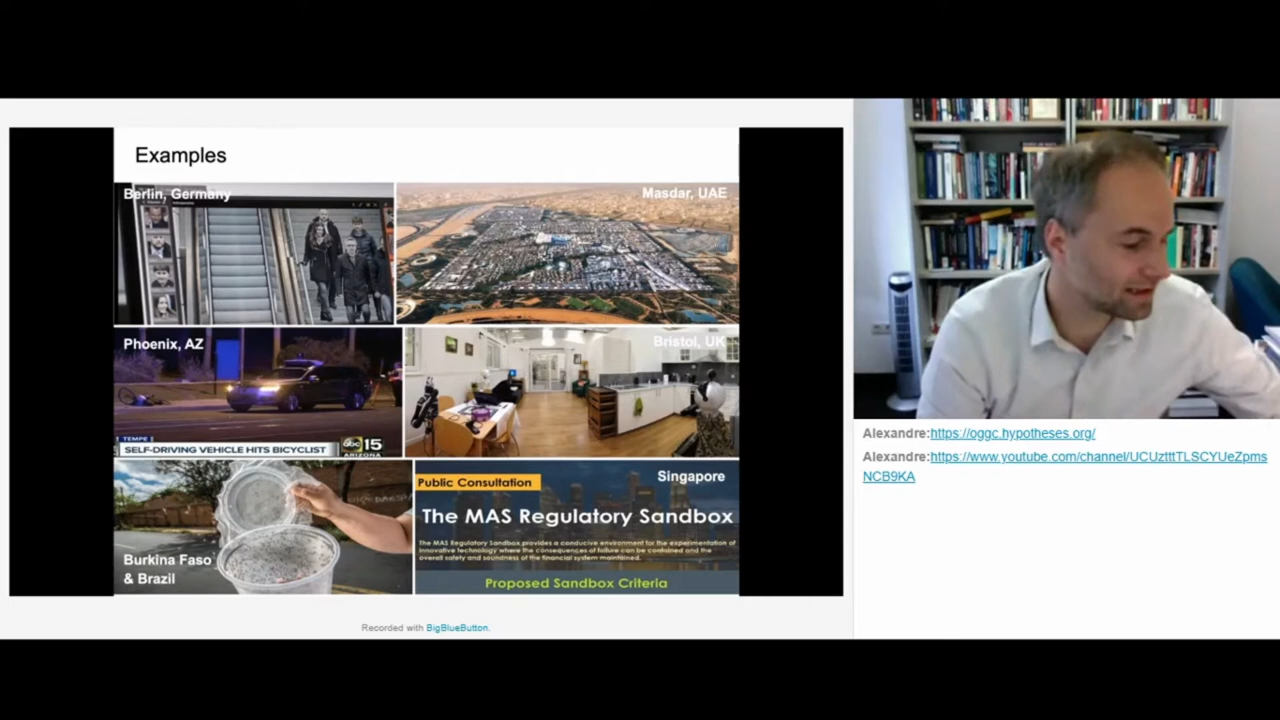 Examples
Berlin, Germany
Masdar, UAE
Phoenix, AZ
TEMPE
SELF-DRIVING VEHICLE HITS BICYCLIST
abc 15
ARIZONA
Bristol, UK
Burkina Faso
& Brazil
Singapore
Public Consultation
The MAS Regulatory Sandbox
The MAS Regulatory Sandbox provides a conducive environment for the experimentation of
innovative technology where the consequences of failure can be contained and the
overall safety and soundness of the financial system maintained.
Proposed Sandbox Criteria
Recorded with BigBlueButton.
Alexandre:https://oggc.hypotheses.org/
Alexandre:https://www.youtube.com/channel/UCUztttTLSCYUeZpms
NCB9KA